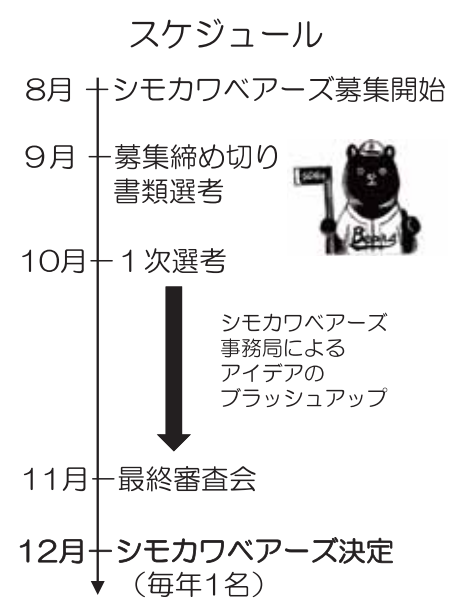 スケジュール
8月 シモカワベアーズ募集開始
9月 募集締め切り
書類選考
10月 1次選考
シモカワベアーズ
事務局による
アイデアの
ブラッシュアップ
11月 最終審査会
12月 シモカワベアーズ決定
(毎年1名)
Bears